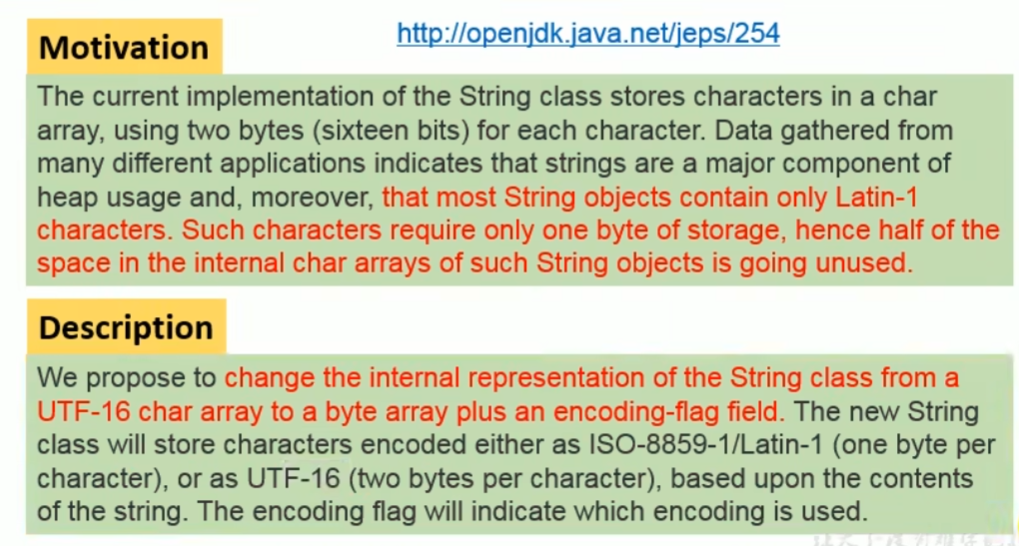 Motivation
http://openjdk.java.net/jeps/254
The current implementation of the String class stores characters in a char
array, using two bytes (sixteen bits) for each character. Data gathered from
many different applications indicates that strings are a major component of
heap usage and, moreover, that most String objects contain only Latin-1
characters. Such characters require only one byte of storage, hence half of the
space in the internal char arrays of such String objects is going unused.
Description
We propose to change the internal representation of the String class from a
UTF-16 char array to a byte array plus an encoding-flag field. The new String
class will store characters encoded either as ISO-8859-1/Latin-1 (one byte per
character), or as UTF-16 (two bytes per character), based upon the contents
of the string. The encoding flag will indicate which encoding is used.